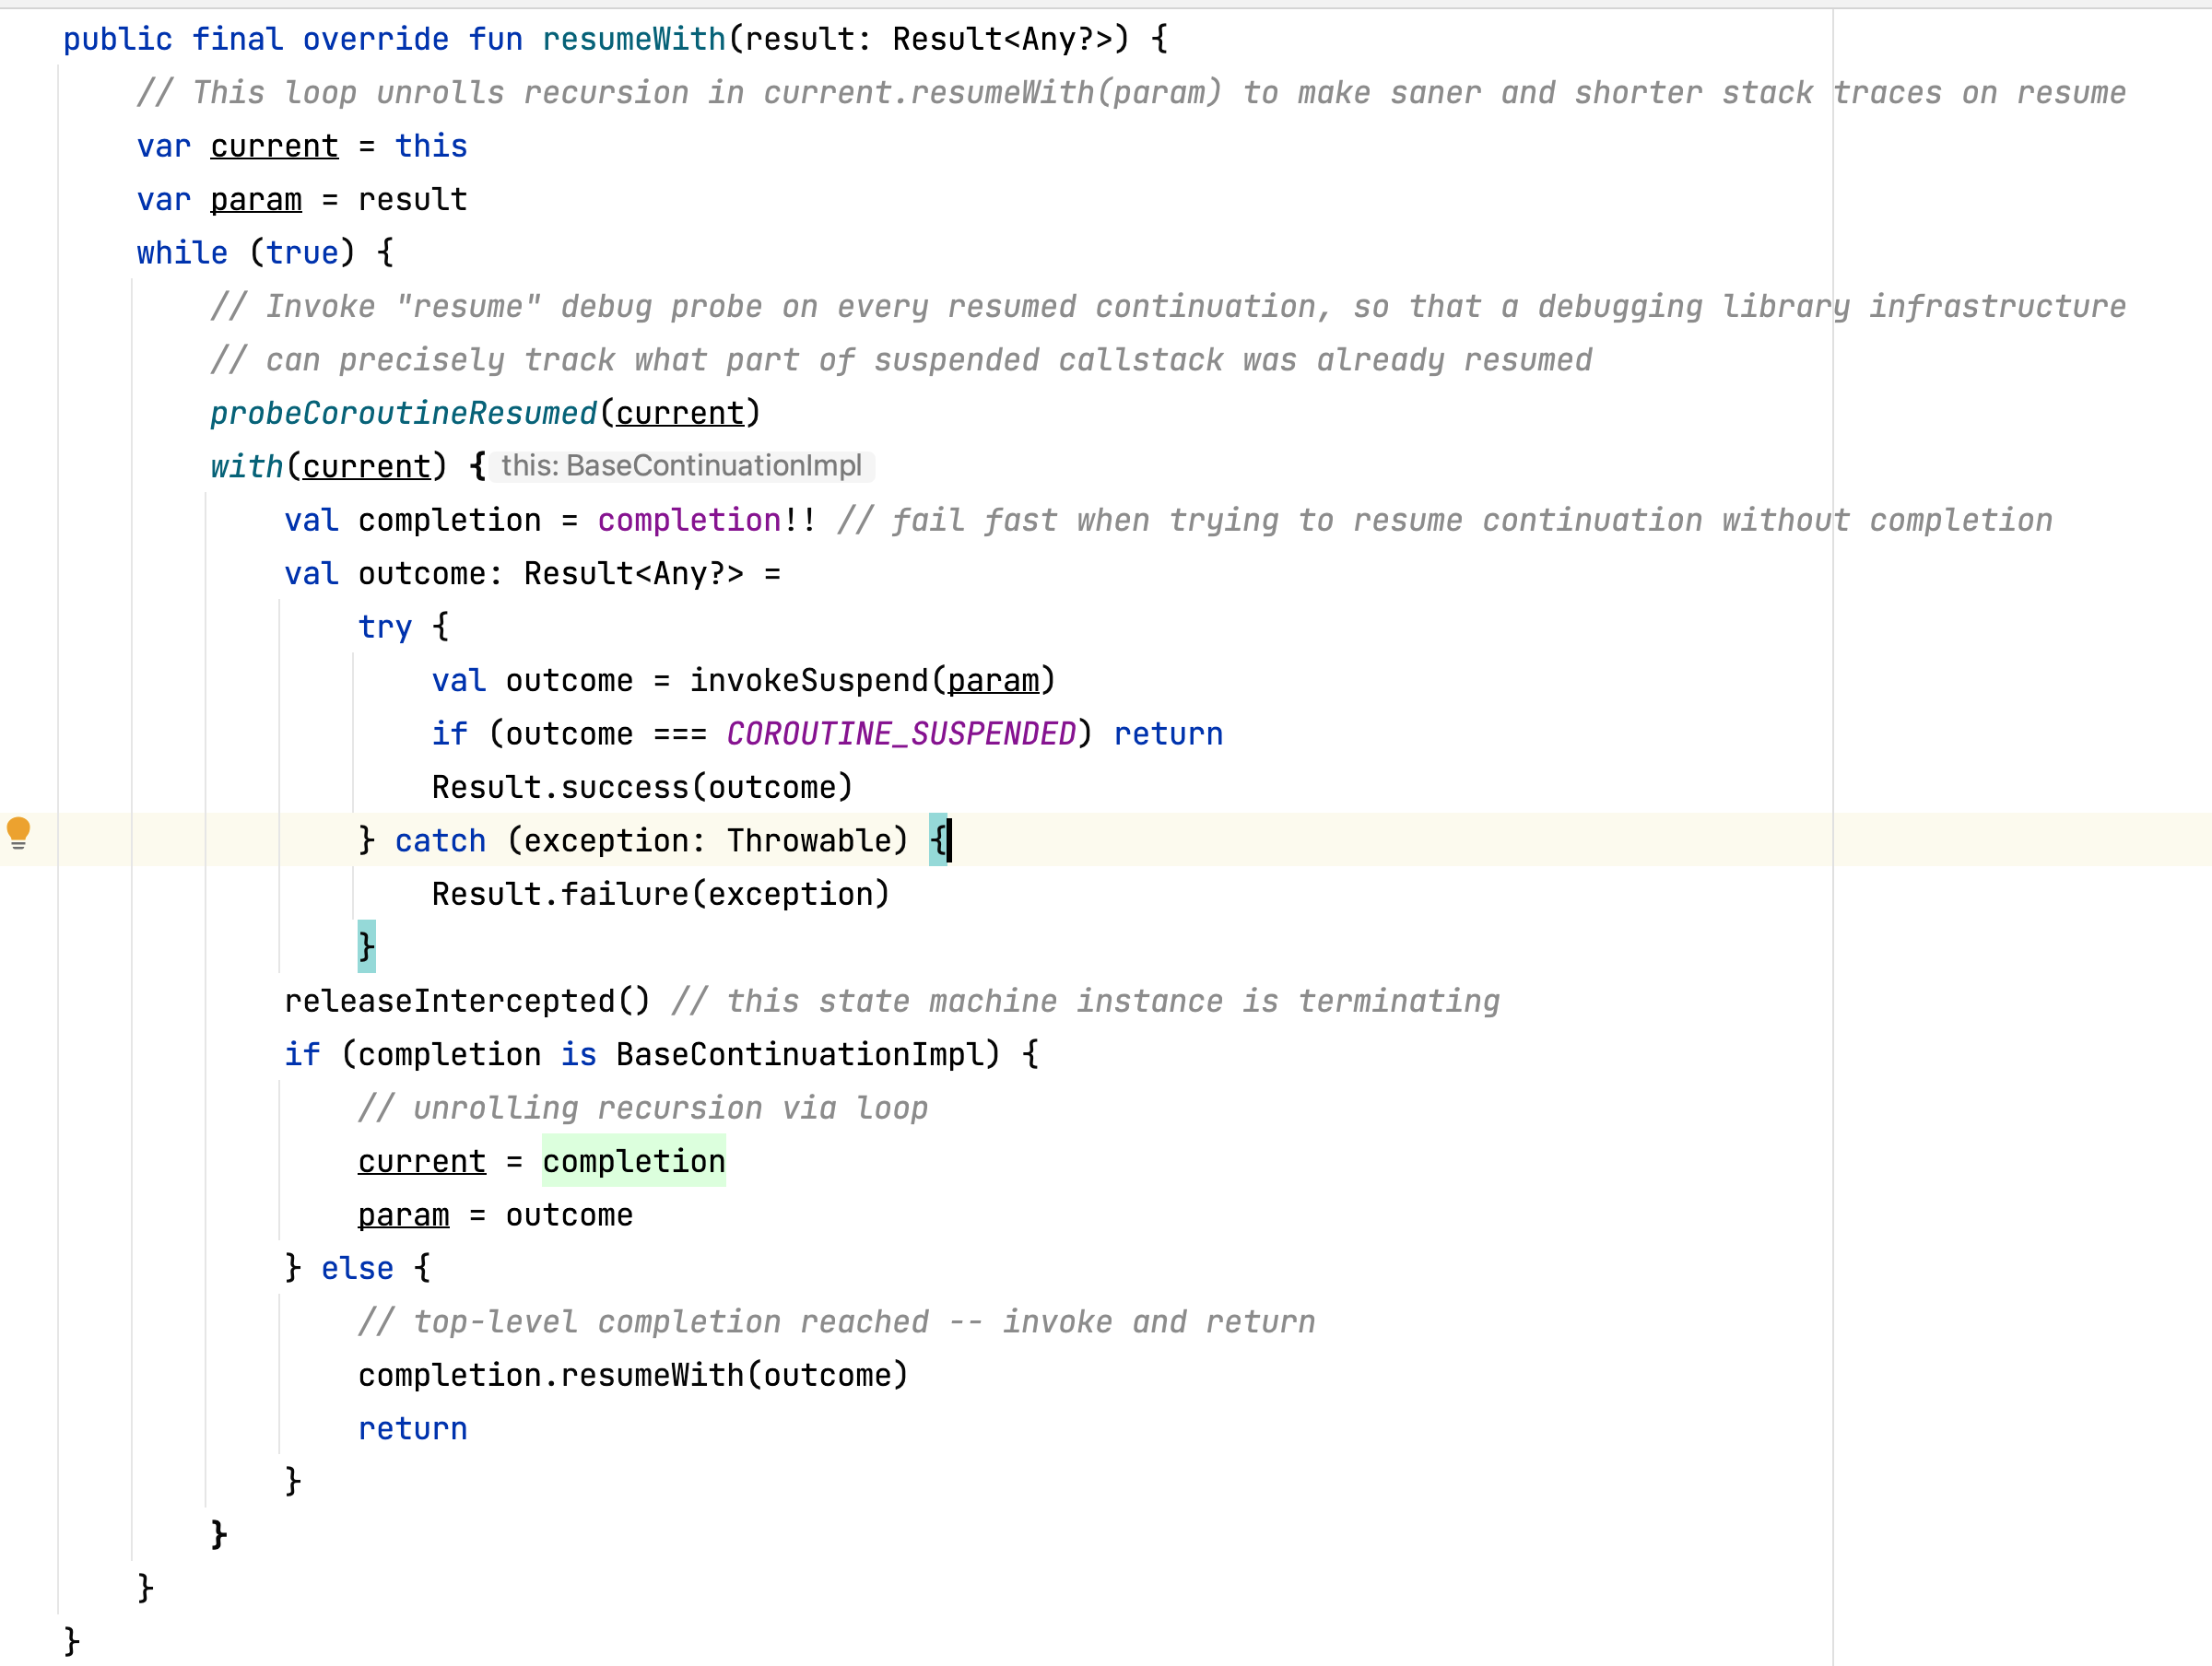 public final override fun resumeWith(result: Result<Any?>) {
    // This loop unrolls recursion in current.resumeWith(param) to make saner and shorter stack traces on resume
    var current = this
    var param = result
    while (true) {
        // Invoke "resume" debug probe on every resumed continuation, so that a debugging library infrastructure
        // can precisely track what part of suspended callstack was already resumed
        probeCoroutineResumed(current)
        with(current) { this: BaseContinuationImpl
            val completion = completion!! // fail fast when trying to resume continuation without completion
            val outcome: Result<Any?> =
                try {
                    val outcome = invokeSuspend(param)
                    if (outcome === COROUTINE_SUSPENDED) return
                    Result.success(outcome)
                } catch (exception: Throwable) {
                    Result.failure(exception)
                }
            releaseIntercepted() // this state machine instance is terminating
            if (completion is BaseContinuationImpl) {
                // unrolling recursion via loop
                current = completion
                param = outcome
            } else {
                // top-level completion reached -- invoke and return
                completion.resumeWith(outcome)
                return
            }
        }
    }
}